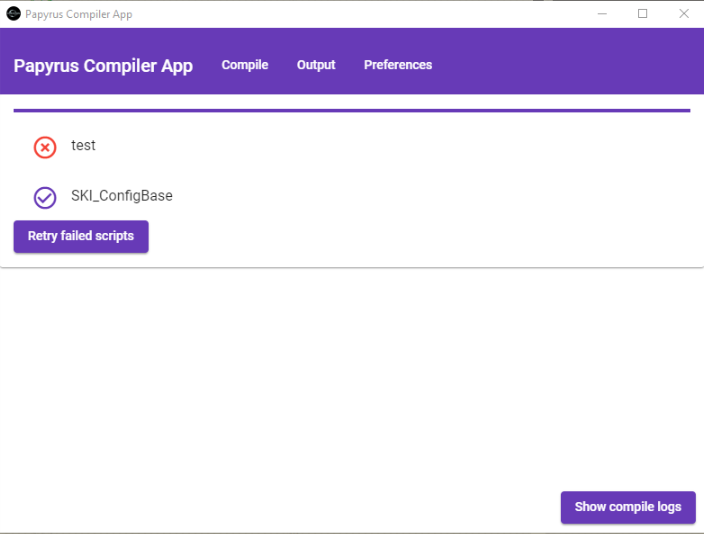 Papyrus Compiler App
Papyrus Compiler App Compile Output Preferences
test
SKI_ConfigBase
Retry failed scripts
Show compile logs